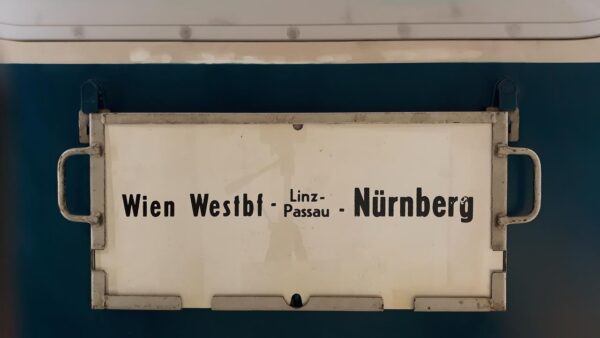 Wien Westbf - Linz-
Passau - Nürnberg